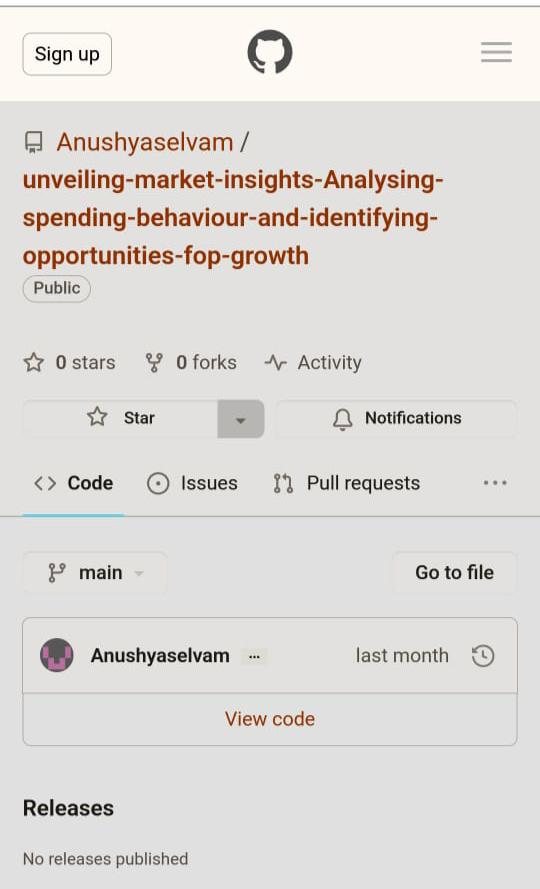 Sign up
Anushyaselvam /
unveiling-market-insights-Analysing-
spending-behaviour-and-identifying-
opportunities-fop-growth
Public
0 stars 0 forks Activity
Star Notifications
Code Issues Pull requests ...
main Go to file
Anushyaselvam ... last month
View code
Releases
No releases published